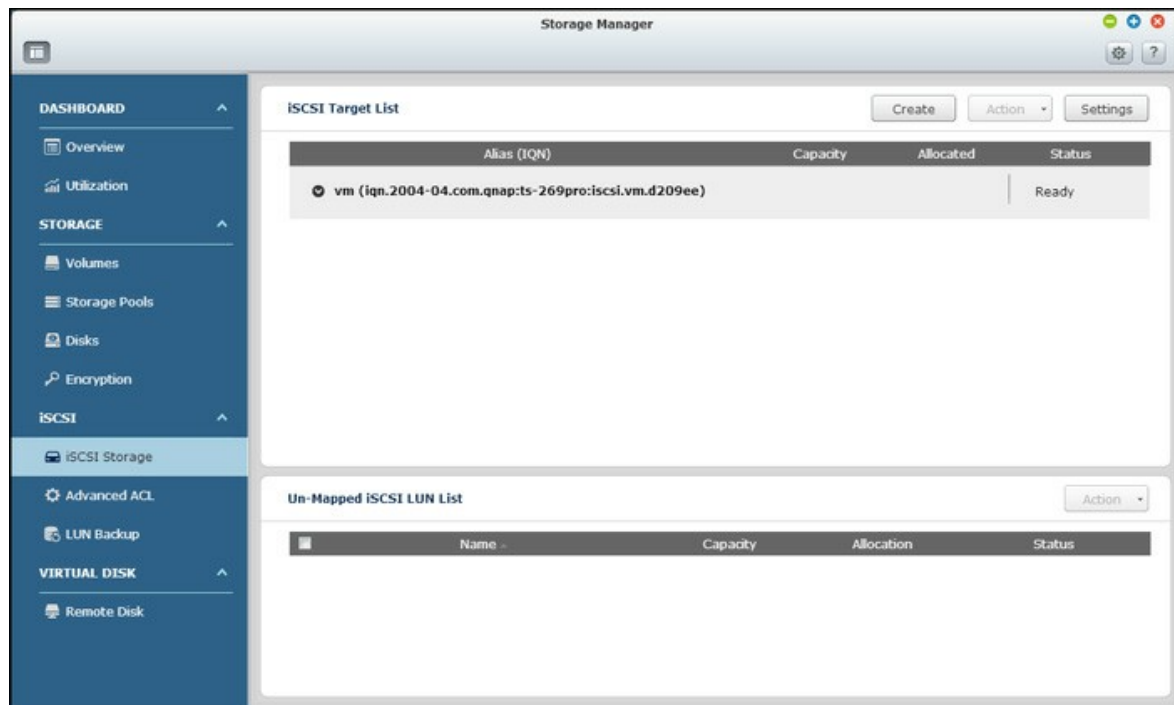 Storage Manager
?
DASHBOARD
Overview
Utilization
STORAGE
Volumes
Storage Pools
Disks
Encryption
iSCSI
iSCSI Storage
Advanced ACL
LUN Backup
VIRTUAL DISK
Remote Disk
iSCSI Target List
Create
Action
Settings
Alias (IQN) Capacity Allocated Status
vm (iqn.2004-04.com.qnap:ts-269pro:iscsi.vm.d209ee) Ready
Un-Mapped iSCSI LUN List
Action
Name Capacity Allocation Status